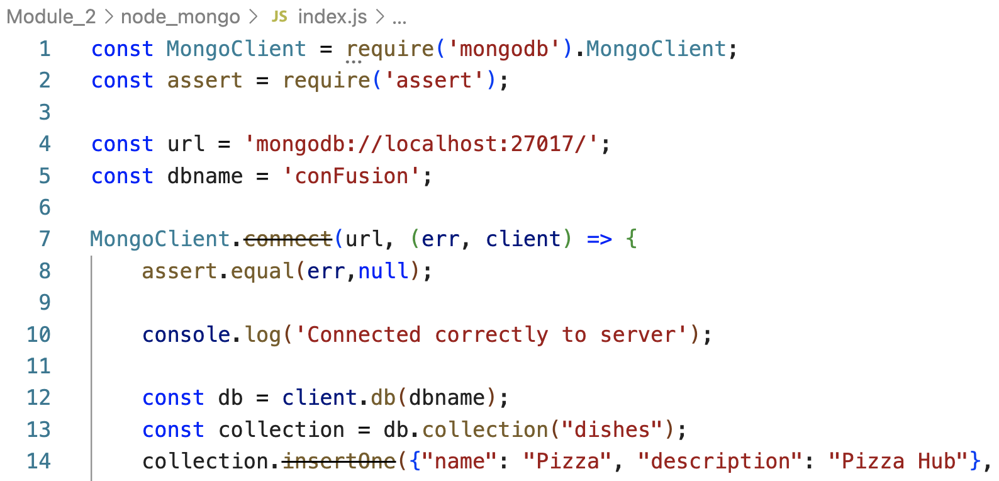 Module_2 > node_mongo > JS index.js > ...
1 const MongoClient = require('mongodb').MongoClient;
2 const assert = require('assert');
3
4 const url = 'mongodb://localhost:27017/';
5 const dbname = 'conFusion';
6
7 MongoClient.connect(url, (err, client) => {
8     assert.equal(err,null);
9
10     console.log('Connected correctly to server');
11
12     const db = client.db(dbname);
13     const collection = db.collection("dishes");
14     collection.insertOne({"name": "Pizza", "description": "Pizza Hub"},